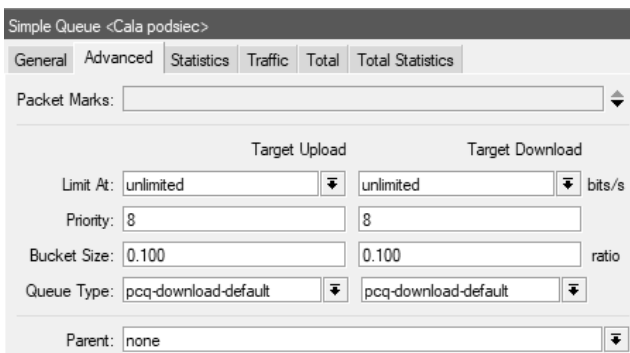 Simple Queue <Cala podsiec>
General Advanced Statistics Traffic Total Total Statistics
Packet Marks:
Target Upload Target Download
Limit At: unlimited unlimited bits/s
Priority: 8 8
Bucket Size: 0.100 0.100 ratio
Queue Type: pcq-download-default pcq-download-default
Parent: none